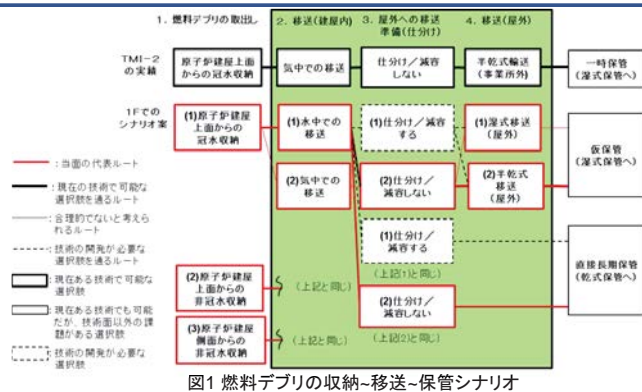 1. 燃料デブリの取出し
2. 移送(建屋内)
3. 屋外への移送
準備(仕分け)
4. 移送(屋外)
TMI-2
の実績
原子炉建屋上面
からの冠水収納
気中での移送
仕分け/減容
しない
半乾式輸送
(事業所外)
一時保管
(湿式保管へ)
1Fでの
シナリオ案
(1)原子炉建屋
上面からの
冠水収納
(1)水中での
移送
(1)仕分け/減容
する
(1)湿式移送
(屋外)
仮保管
(湿式保管へ)
(2)気中での
移送
(2)仕分け/
減容しない
(2)半乾式
移送
(屋外)
(1)仕分け/
減容する
(上記(1)と同じ)
直接長期保管
(乾式保管へ)
(2)原子炉建屋
上面からの
非冠水収納
(上記と同じ)
(2)仕分け/
減容しない
(3)原子炉建屋
側面からの
非冠水収納
(上記と同じ)
(上記(2)と同じ)
:当面の代表ルート
:現在の技術で可能な
選択肢を通るルート
:合理的でないと考えら
れるルート
:技術の開発が必要な
選択肢を通るルート
:現在ある技術で可能な
選択肢
:現在ある技術でも可能
だが、技術面以外の課
題がある選択肢
:技術の開発が必要な
選択肢
図1 燃料デブリの収納~移送~保管シナリオ